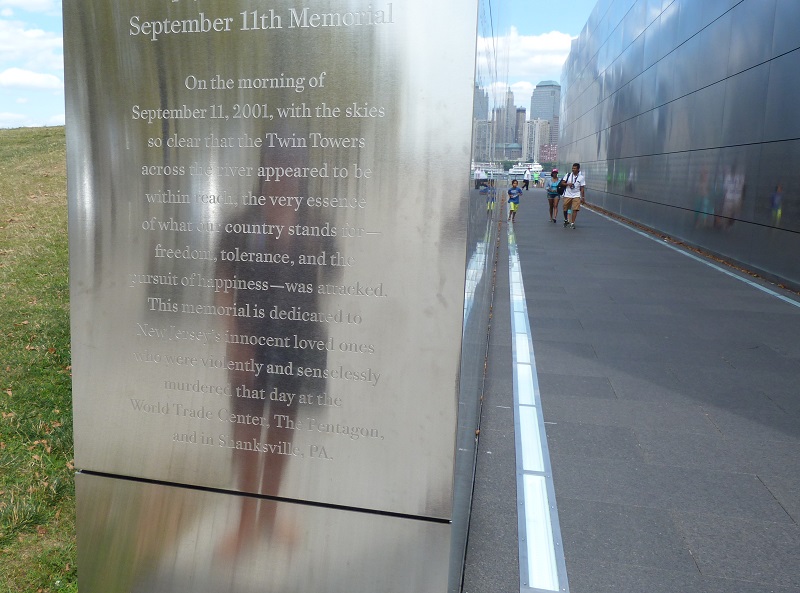 September 11th Memorial
On the morning of
September 11, 2001, with the skies
so clear that the Twin Towers
across the river appeared to be
within reach, the very essence
of what our country stands for—
freedom, tolerance, and the
pursuit of happiness—was attacked.
This memorial is dedicated to
New Jersey's innocent loved ones
who were violently and senselessly
murdered that day at the
World Trade Center, The Pentagon,
and in Shanksville, PA.